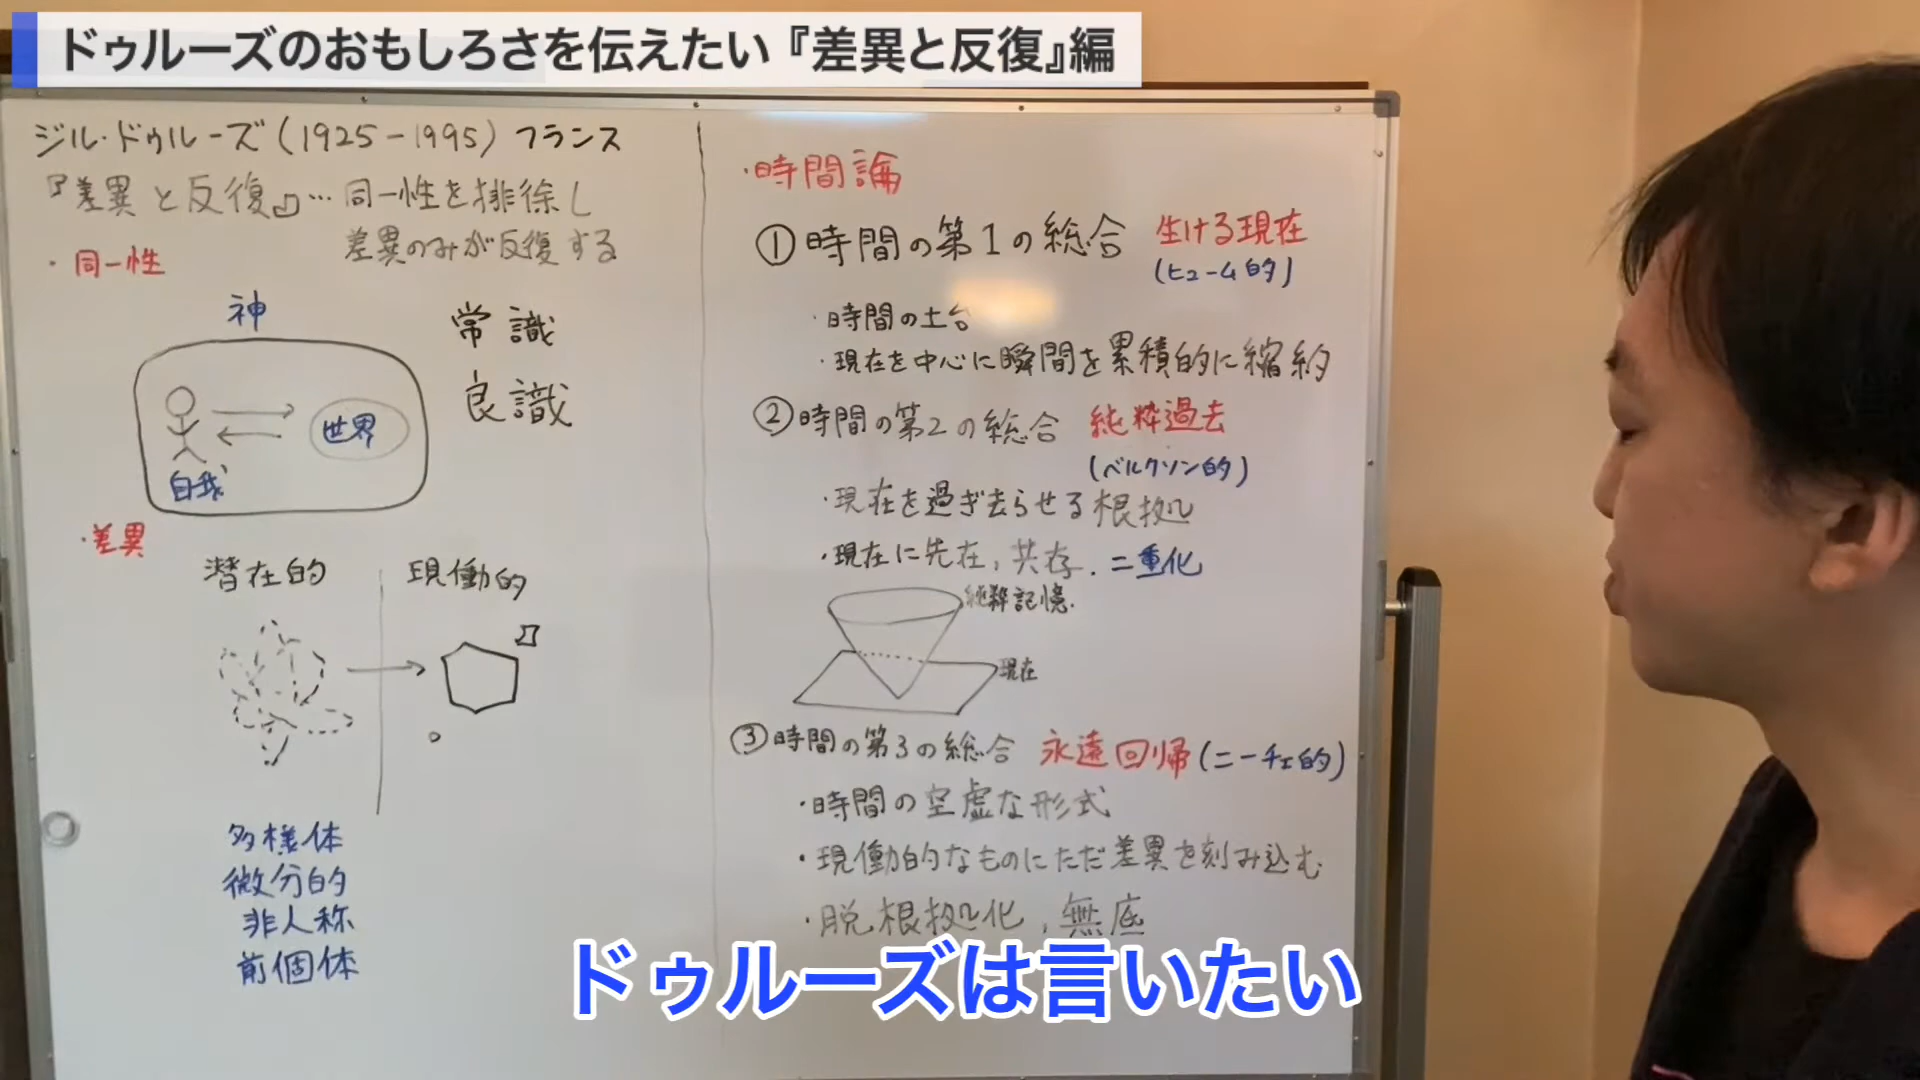 ドゥルーズのおもしろさを伝えたい『差異と反復』編
ジル・ドゥルーズ(1925-1995)フランス
『差異と反復』…同一性を排除し
差異のみが反復する
・同一性
神
常識
良識
世界
自我
・差異
潜在的
現働的
多様体
微分的
非人称
前個体
・時間論
①時間の第1の総合 生ける現在
(ヒューム的)
・時間の土台
・現在を中心に瞬間を累積的に縮約
②時間の第2の総合 純粋過去
(ベルクソン的)
・現在を過ぎ去らせる根拠
・現在に先在,共存.二重化
純粋記憶.
現在
③時間の第3の総合 永遠回帰(ニーチェ的)
・時間の空虚な形式
・現働的なものにただ差異を刻み込む
・脱根拠化,無底
ドゥルーズは言いたい